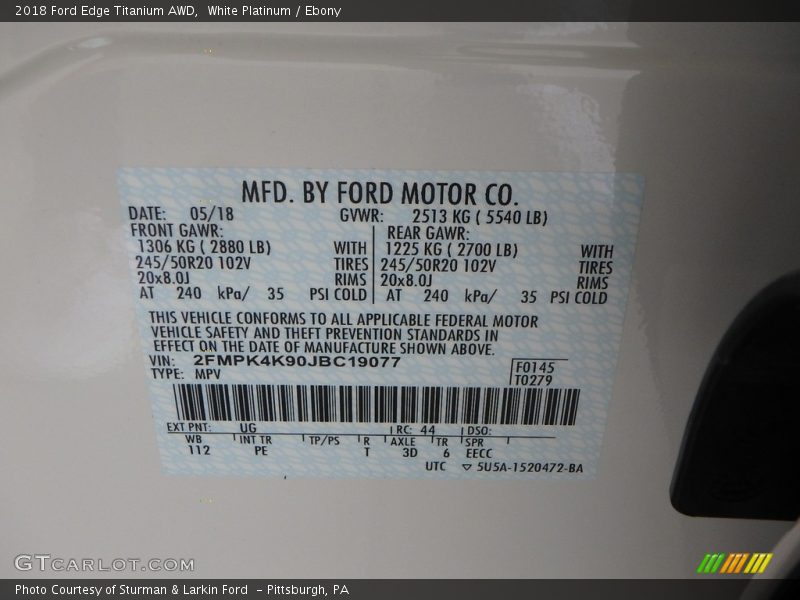 2018 Ford Edge Titanium AWD,  White Platinum / Ebony
MFD. BY FORD MOTOR CO.
DATE: 05/18 GVWR: 2513 KG ( 5540 LB)
FRONT GAWR: REAR GAWR:
1306 KG ( 2880 LB) WITH 1225 KG ( 2700 LB) WITH
245/50R20 102V TIRES 245/50R20 102V TIRES
20x8.0J RIMS 20x8.0J RIMS
AT 240 kPa/ 35 PSI COLD AT 240 kPa/ 35 PSI COLD
THIS VEHICLE CONFORMS TO ALL APPLICABLE FEDERAL MOTOR
VEHICLE SAFETY AND THEFT PREVENTION STANDARDS IN
EFFECT ON THE DATE OF MANUFACTURE SHOWN ABOVE.
VIN: 2FMPK4K90JBC19077 F0145
TYPE: MPV T0279
EXT PNT: UG RC: 44 DSO:
WB INT TR TP/PS R AXLE TR SPR
112 PE T 3D 6 EECC
UTC ▽ 5U5A-1520472-BA
GTCARLOT.COM
Photo Courtesy of Sturman & Larkin Ford  - Pittsburgh, PA